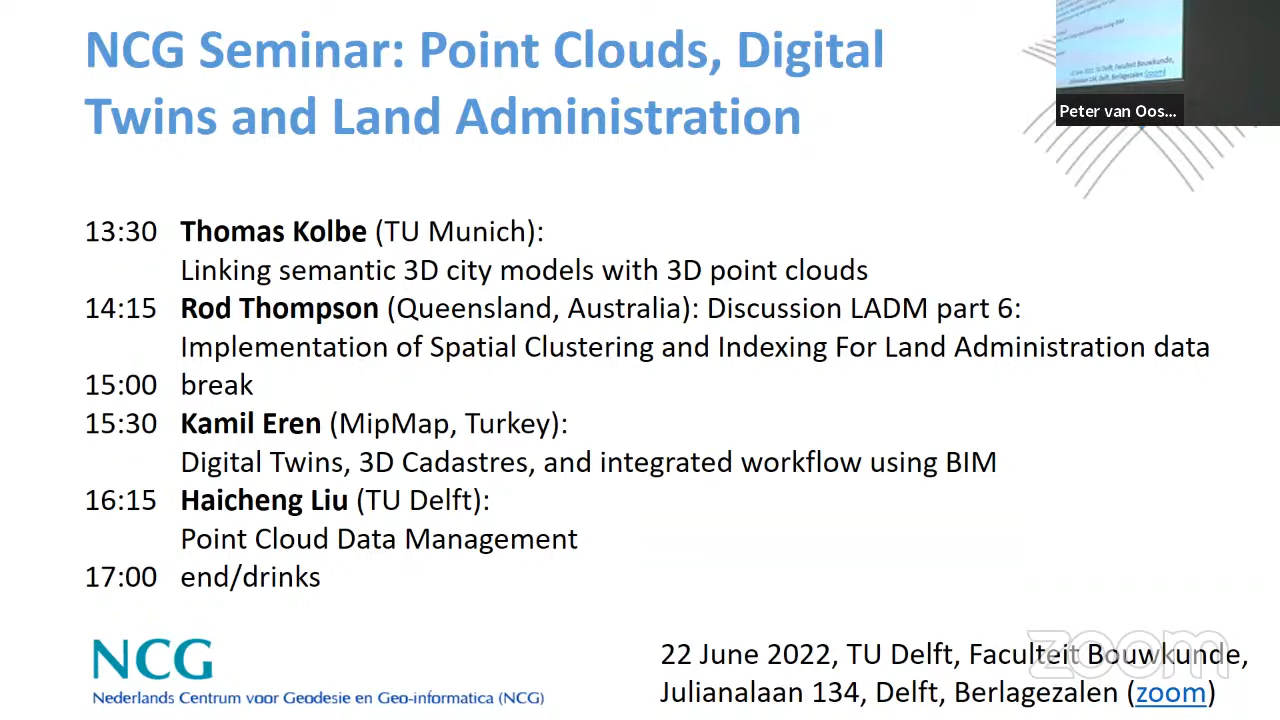 NCG Seminar: Point Clouds, Digital
Twins and Land Administration
Peter van Oos...
13:30 Thomas Kolbe (TU Munich):
Linking semantic 3D city models with 3D point clouds
14:15 Rod Thompson (Queensland, Australia): Discussion LADM part 6:
Implementation of Spatial Clustering and Indexing For Land Administration data
15:00 break
15:30 Kamil Eren (MipMap, Turkey):
Digital Twins, 3D Cadastres, and integrated workflow using BIM
16:15 Haicheng Liu (TU Delft):
Point Cloud Data Management
17:00 end/drinks
NCG
Nederlands Centrum voor Geodesie en Geo-informatica (NCG)
22 June 2022, TU Delft, Faculteit Bouwkunde,
Julianalaan 134, Delft, Berlagezalen (zoom)
zoom